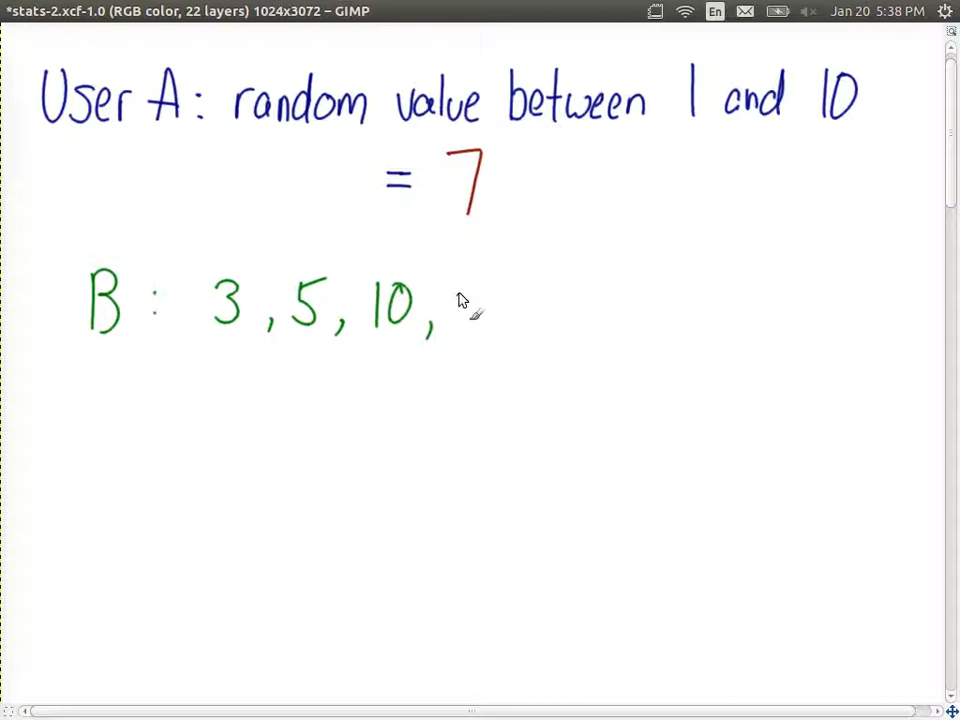 *stats-2.xcf-1.0 (RGB color, 22 layers) 1024x3072 – GIMP
En
Jan 20 5:38 PM
User A: random value between 1 and 10
= 7
B : 3 , 5 , 10 ,